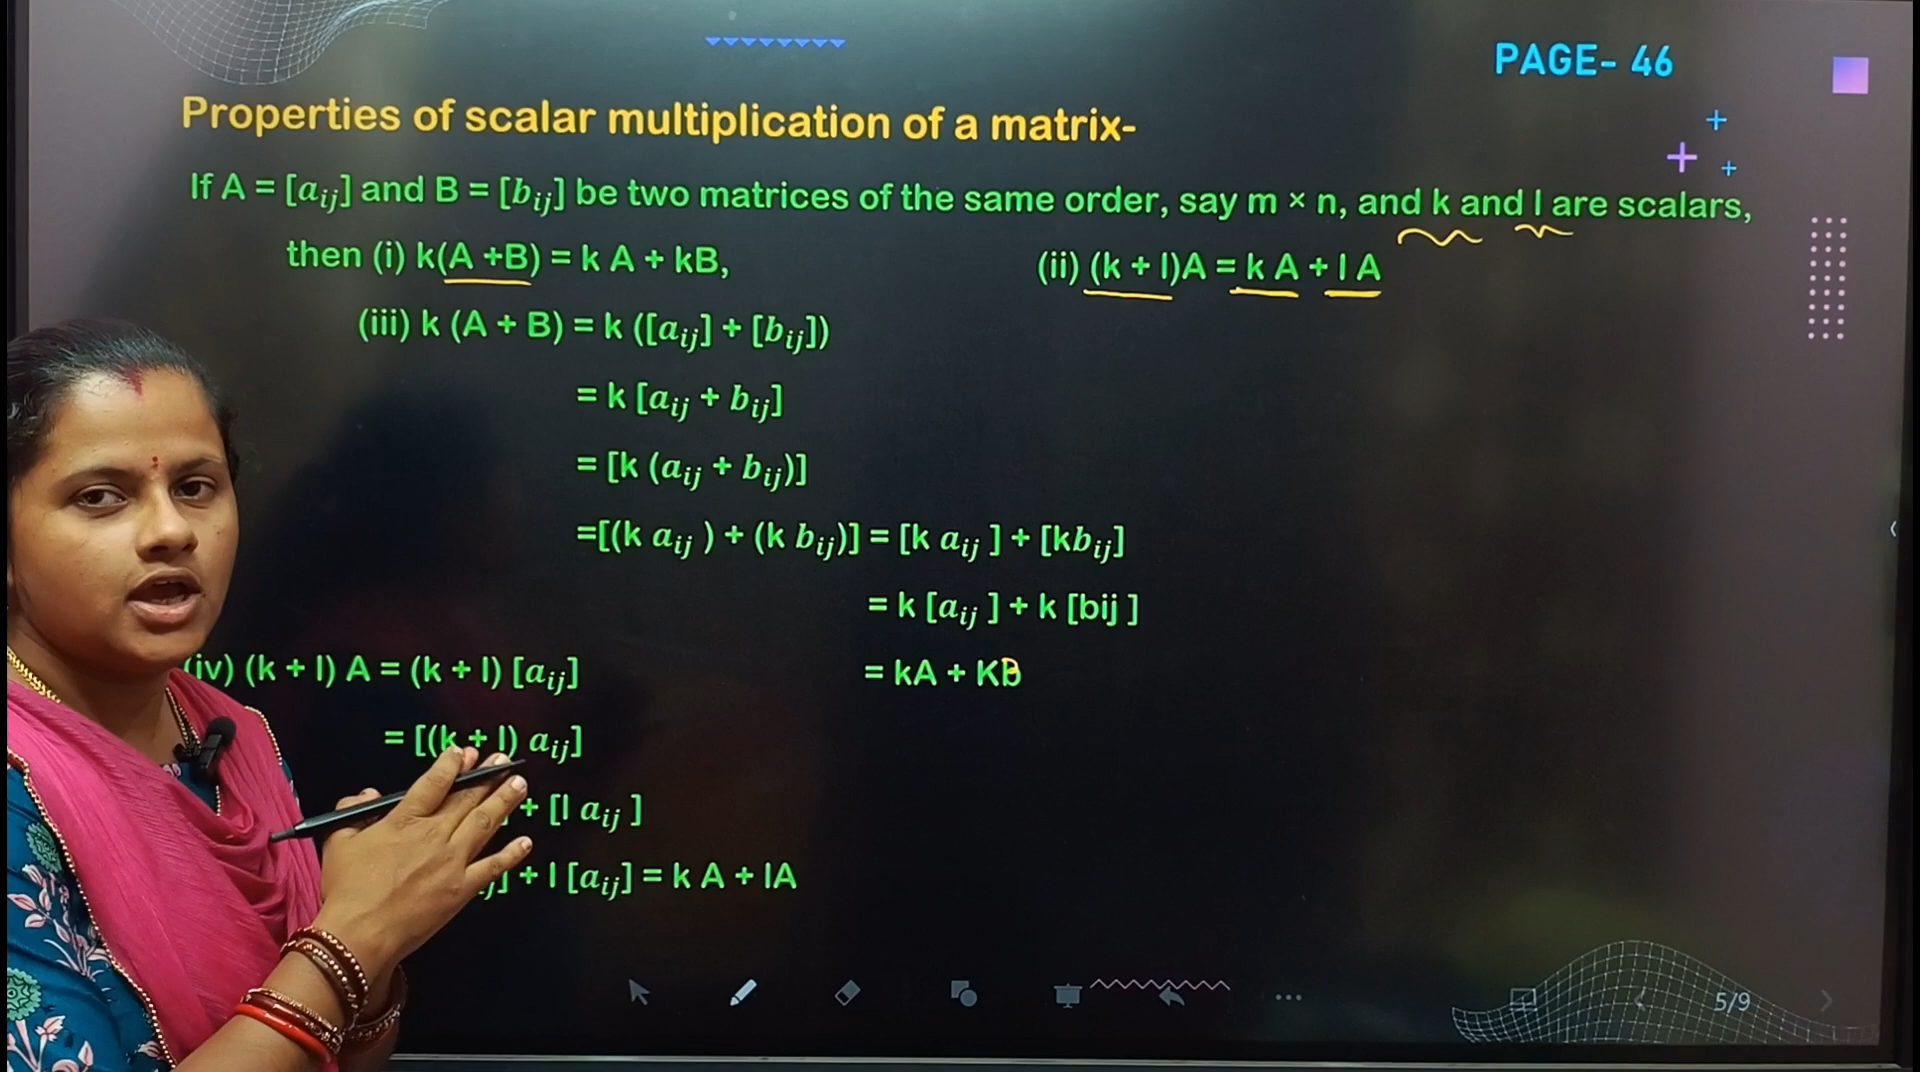 PAGE- 46
Properties of scalar multiplication of a matrix-
If A = [aᵢⱼ] and B = [bᵢⱼ] be two matrices of the same order, say m × n, and k and l are scalars,
then (i) k(A +B) = k A + kB, (ii) (k + l)A = k A + l A
(iii) k (A + B) = k ([aᵢⱼ] + [bᵢⱼ])
= k [aᵢⱼ + bᵢⱼ]
= [k (aᵢⱼ + bᵢⱼ)]
=[(k aᵢⱼ ) + (k bᵢⱼ)] = [k aᵢⱼ ] + [kbᵢⱼ]
= k [aᵢⱼ ] + k [bij ]
= kA + KB
(iv) (k + l) A = (k + l) [aᵢⱼ]
= [(k + l) aᵢⱼ]
+ [l aᵢⱼ ]
+ l [aᵢⱼ] = k A + lA
5/9